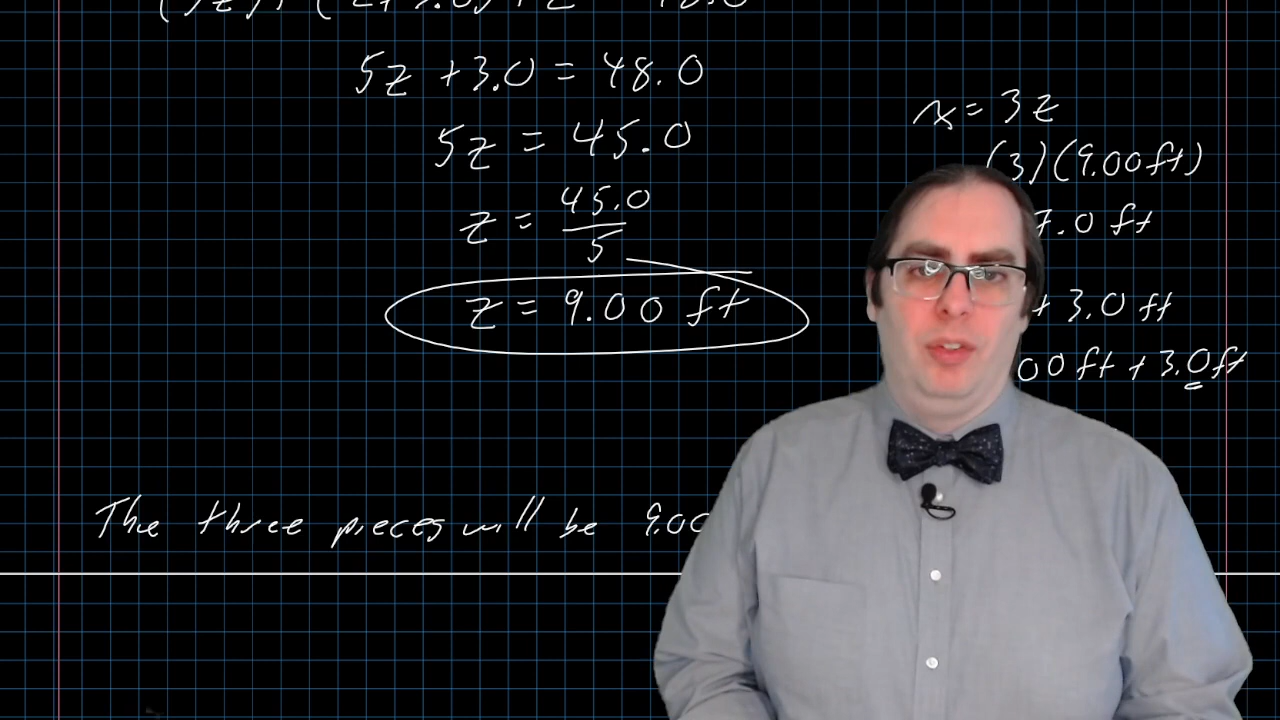 5z + 3.0 = 48.0
5z = 45.0
z = 45.0 / 5
z = 9.00 ft
x = 3z
(3)(9.00 ft)
7.0 ft
+ 3.0 ft
00 ft + 3.0 ft
The three pieces will be 9.00